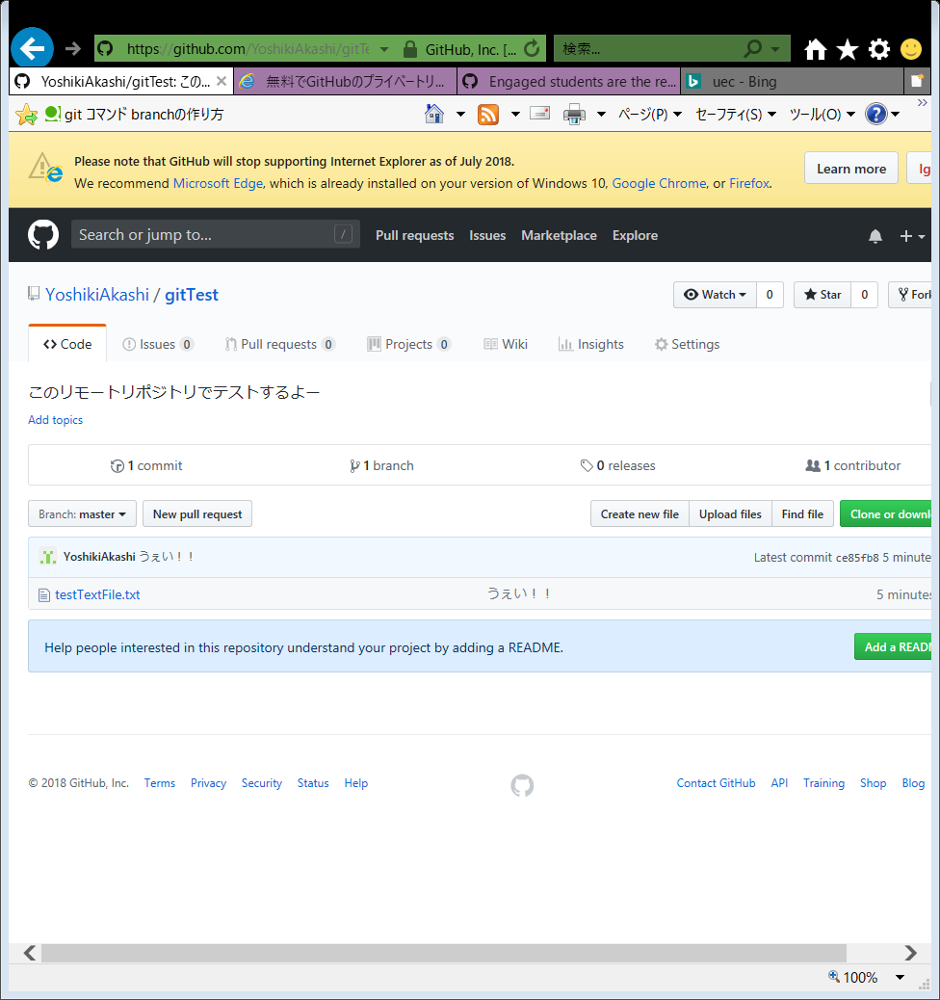 https://github.com/YoshikiAkashi/gitTe GitHub, Inc. [... 検索...
YoshikiAkashi/gitTest: この... 無料でGitHubのプライベートリ... Engaged students are the re... uec - Bing
git コマンド branchの作り方 ページ(P) セーフティ(S) ツール(O)
Please note that GitHub will stop supporting Internet Explorer as of July 2018.
We recommend Microsoft Edge, which is already installed on your version of Windows 10, Google Chrome, or Firefox.
Learn more Ig
Search or jump to... / Pull requests Issues Marketplace Explore
YoshikiAkashi / gitTest Watch 0 Star 0 Fork
Code Issues 0 Pull requests 0 Projects 0 Wiki Insights Settings
このリモートリポジトリでテストするよー
Add topics
1 commit 1 branch 0 releases 1 contributor
Branch: master New pull request Create new file Upload files Find file Clone or downl
YoshikiAkashi うぇい！！ Latest commit ce85fb8 5 minute
testTextFile.txt うぇい！！ 5 minutes
Help people interested in this repository understand your project by adding a README. Add a READM
© 2018 GitHub, Inc. Terms Privacy Security Status Help Contact GitHub API Training Shop Blog
100%